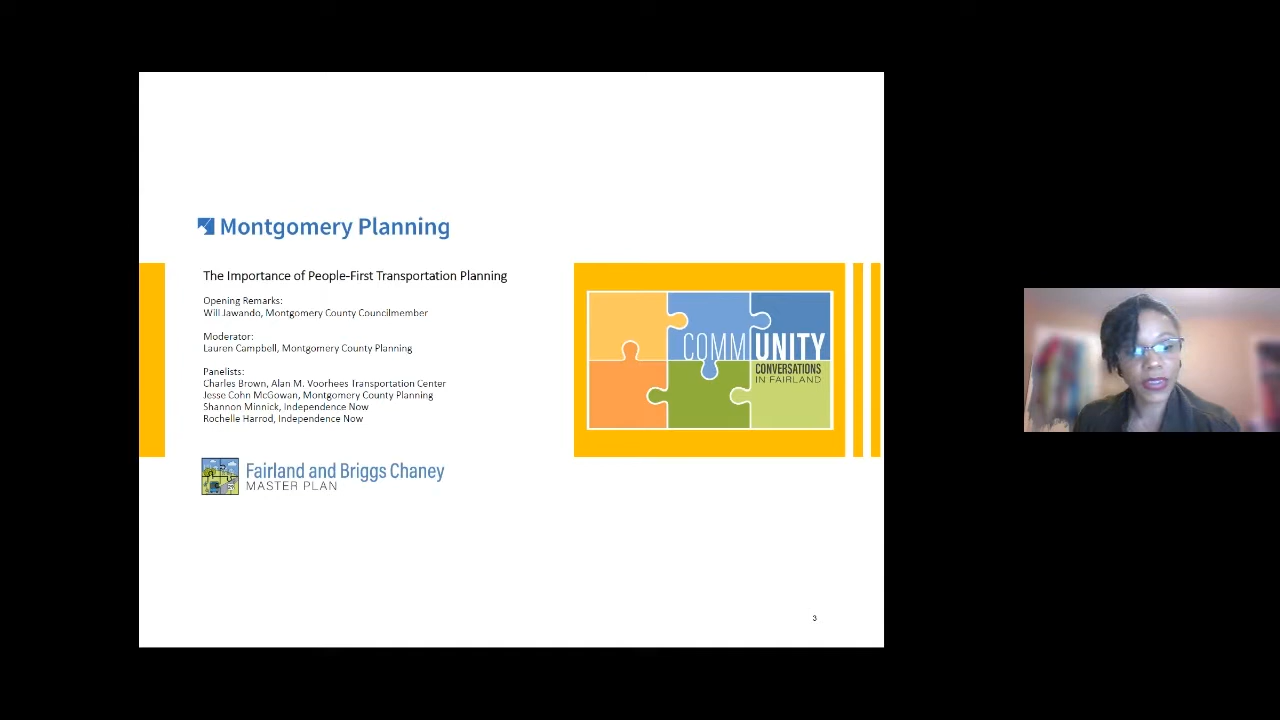 Montgomery Planning
The Importance of People-First Transportation Planning
Opening Remarks:
Will Jawando, Montgomery County Councilmember
Moderator:
Lauren Campbell, Montgomery County Planning
Panelists:
Charles Brown, Alan M. Voorhees Transportation Center
Jesse Cohn McGowan, Montgomery County Planning
Shannon Minnick, Independence Now
Rochelle Harrod, Independence Now
Fairland and Briggs Chaney
MASTER PLAN
COMMUNITY
CONVERSATIONS
IN FAIRLAND
3